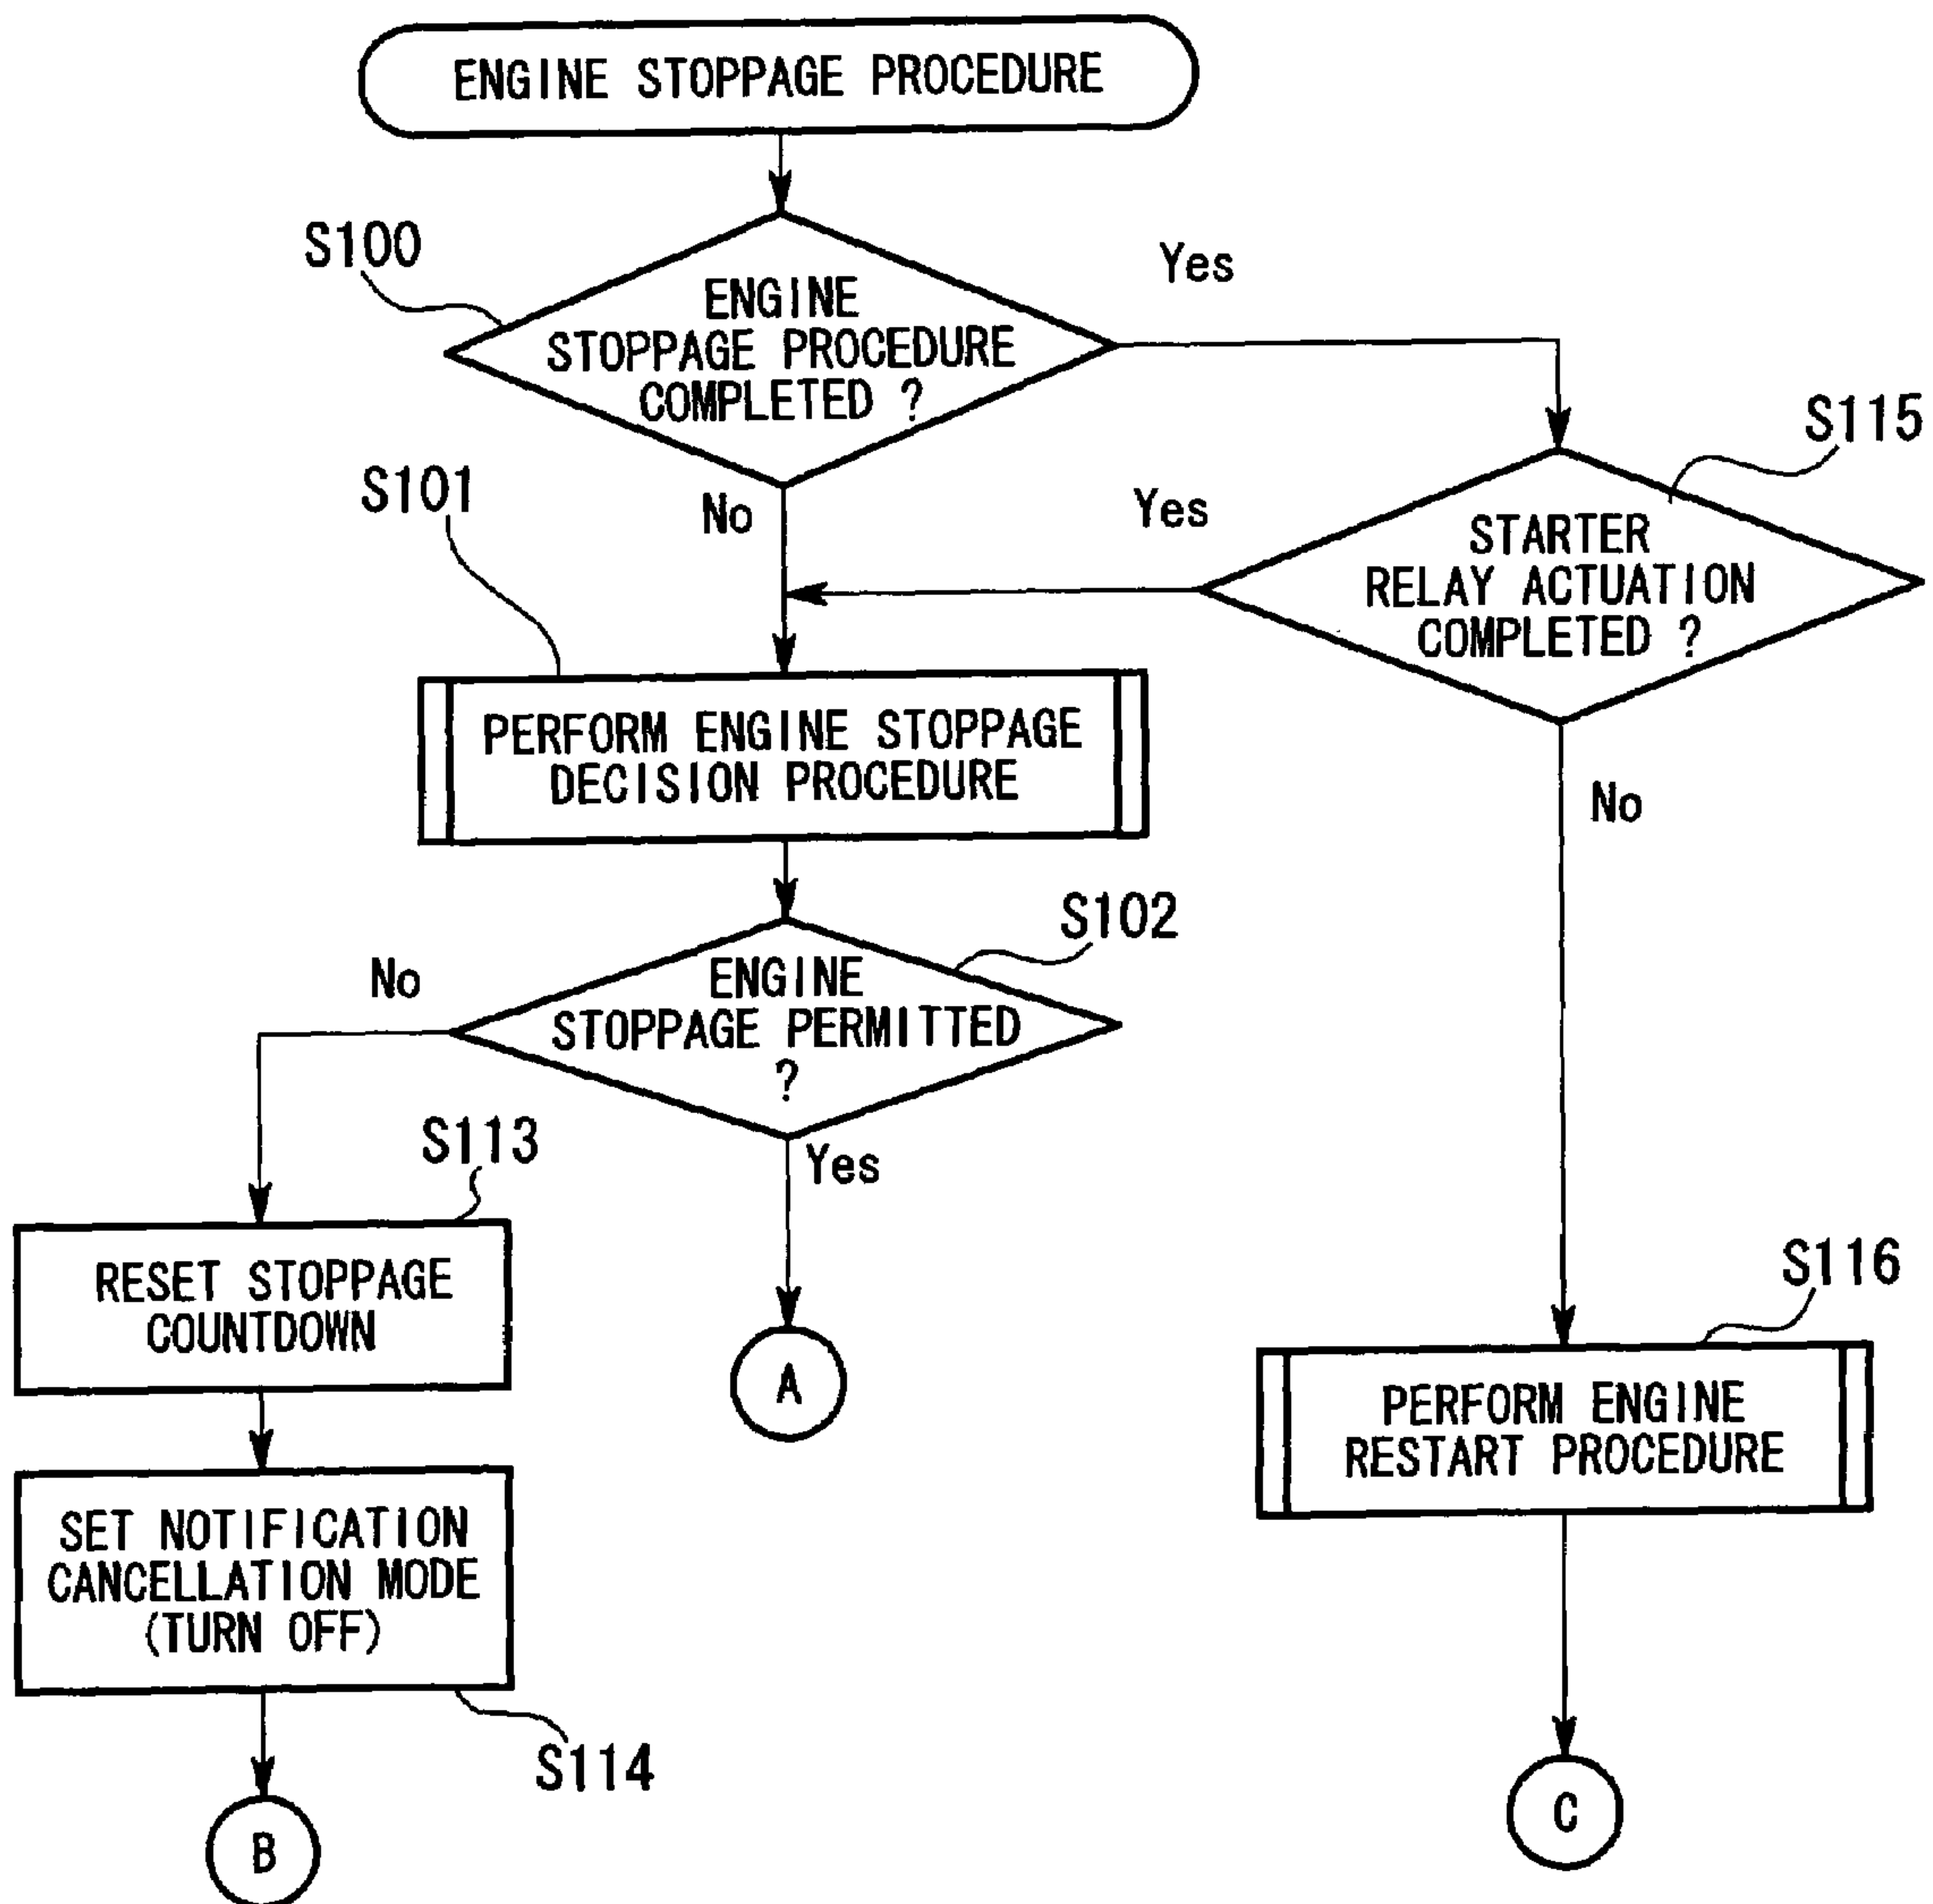 ENGINE STOPPAGE PROCEDURE
S100
ENGINE
STOPPAGE PROCEDURE
COMPLETED ?
Yes
No
S115
STARTER
RELAY ACTUATION
COMPLETED ?
Yes
No
S101
PERFORM ENGINE STOPPAGE
DECISION PROCEDURE
S102
ENGINE
STOPPAGE PERMITTED
?
No
Yes
S113
RESET STOPPAGE
COUNTDOWN
A
S116
PERFORM ENGINE
RESTART PROCEDURE
SET NOTIFICATION
CANCELLATION MODE
(TURN OFF)
S114
B
C